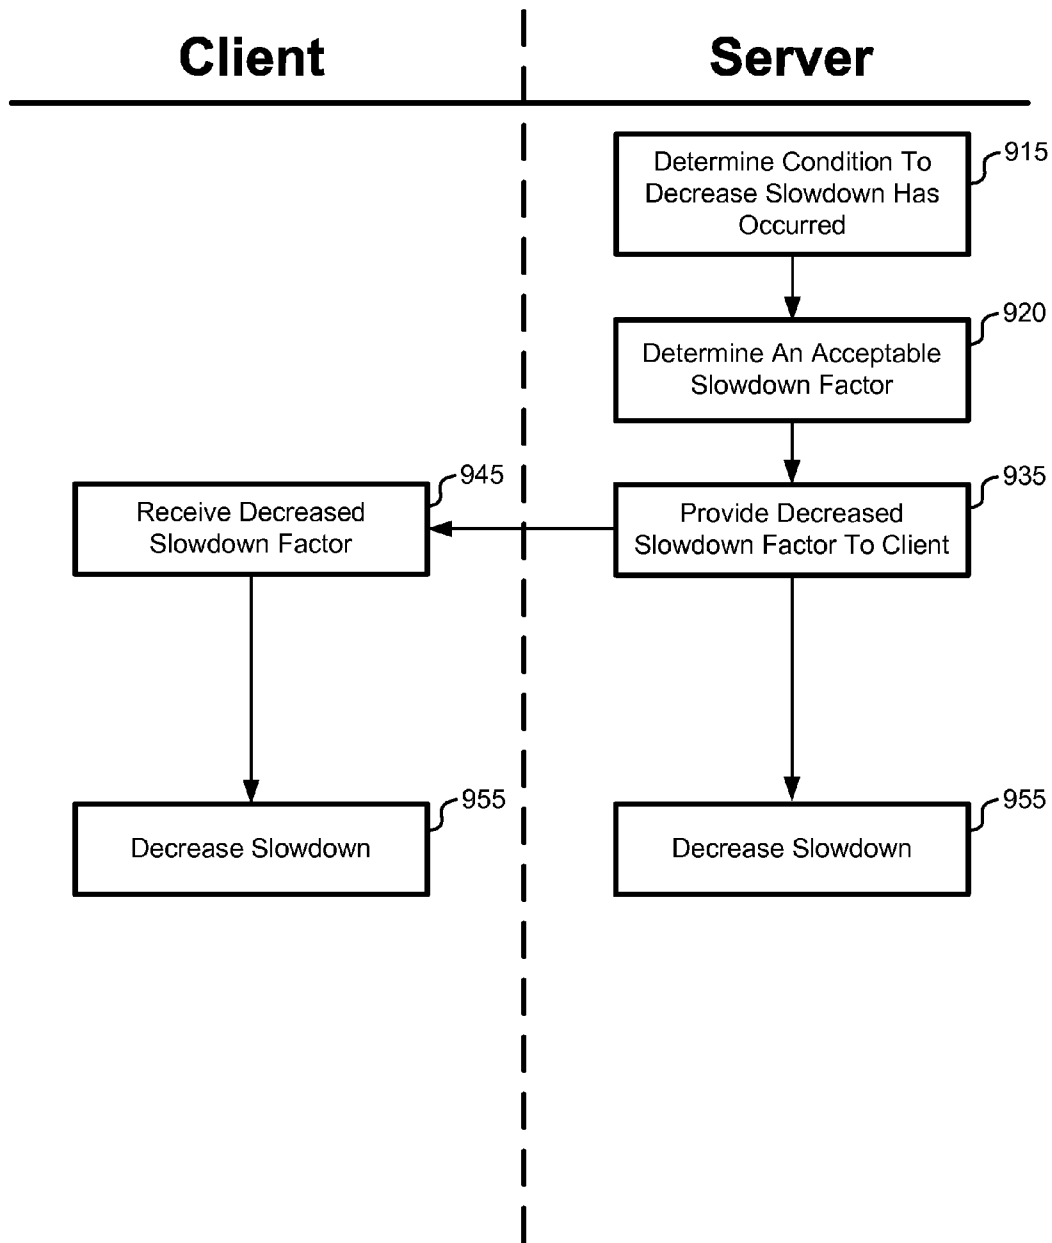 Client
Server
Determine Condition To
Decrease Slowdown Has
Occurred
915
Determine An Acceptable
Slowdown Factor
920
Receive Decreased
Slowdown Factor
945
Provide Decreased
Slowdown Factor To Client
935
Decrease Slowdown
955
Decrease Slowdown
955